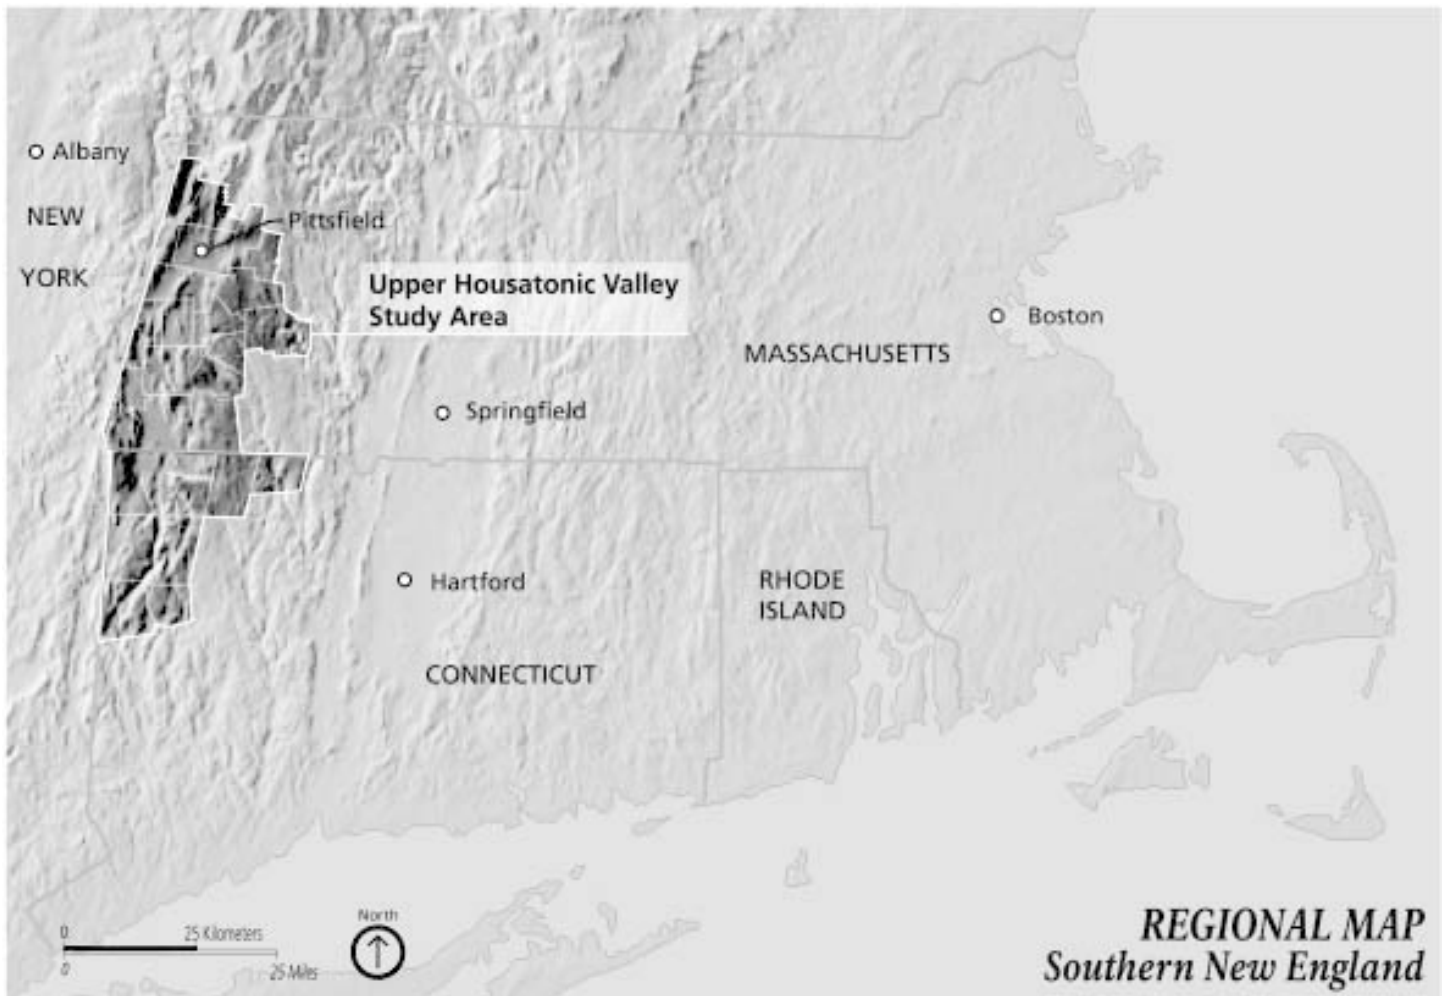 Albany
NEW
YORK
Pittsfield
Upper Housatonic Valley
Study Area
Boston
MASSACHUSETTS
Springfield
Hartford
RHODE
ISLAND
CONNECTICUT
0 25 Kilometers
0 25 Miles
North
REGIONAL MAP
Southern New England